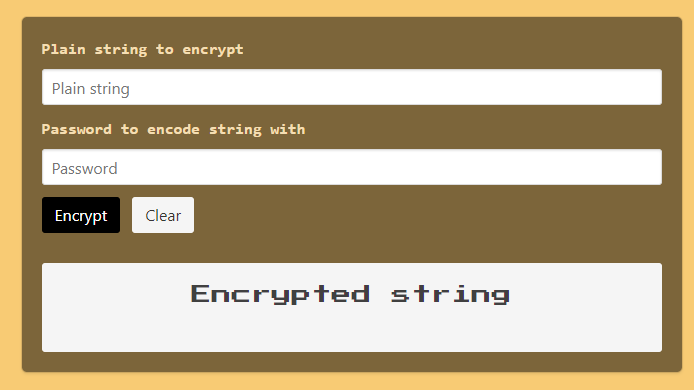 Plain string to encrypt
Plain string
Password to encode string with
Password
Encrypt Clear
Encrypted string